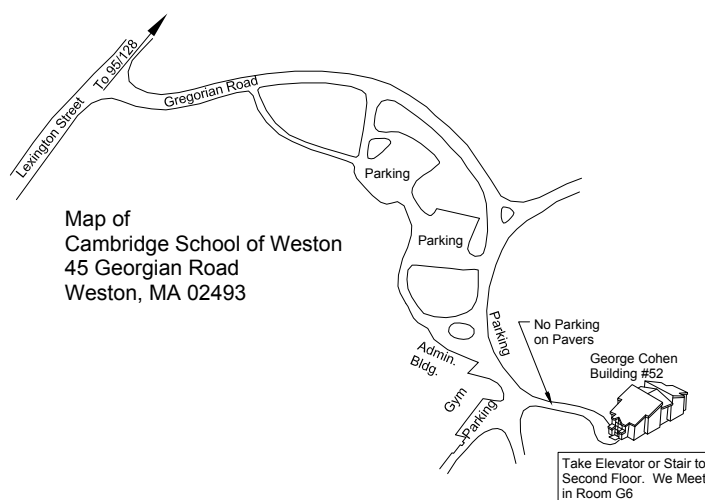 To 95/128
Lexington Street
Gregorian Road
Parking
Map of
Cambridge School of Weston
45 Georgian Road
Weston, MA 02493
Parking
Parking
No Parking
on Pavers
Admin.
Bldg.
George Cohen
Building #52
Gym
Parking
Take Elevator or Stair to
Second Floor. We Meet
in Room G6